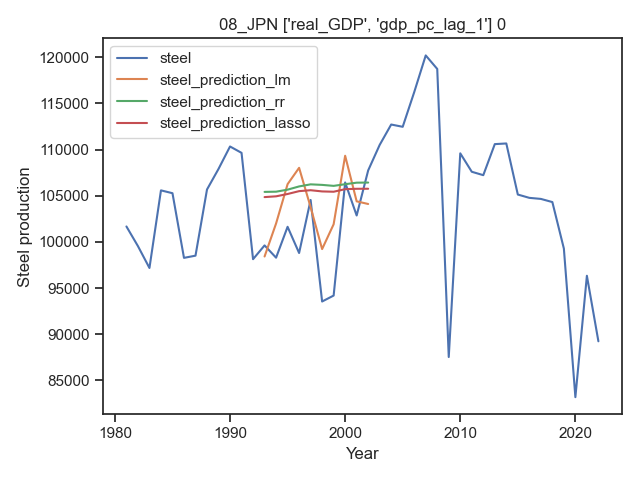 08_JPN ['real_GDP', 'gdp_pc_lag_1'] 0
steel
steel_prediction_lm
steel_prediction_rr
steel_prediction_lasso
Steel production
120000
115000
110000
105000
100000
95000
90000
85000
1980
1990
2000
2010
2020
Year